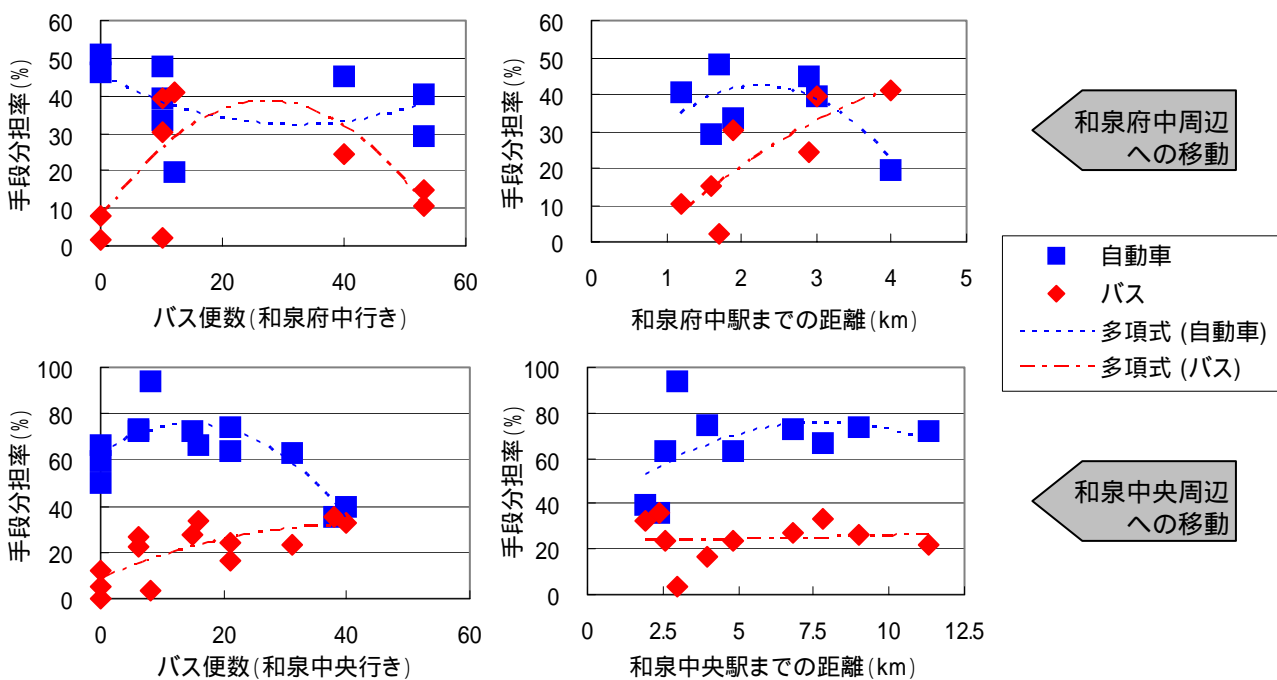 60
50
40
30
20
10
0
手段分担率(%)
0 20 40 60
バス便数(和泉府中行き)
60
50
40
30
20
10
0
手段分担率(%)
0 1 2 3 4 5
和泉府中駅までの距離(km)
和泉府中周辺
への移動
自動車
バス
多項式 (自動車)
多項式 (バス)
100
80
60
40
20
0
手段分担率(%)
0 20 40 60
バス便数(和泉中央行き)
100
80
60
40
20
0
手段分担率(%)
0 2.5 5 7.5 10 12.5
和泉中央駅までの距離(km)
和泉中央周辺
への移動